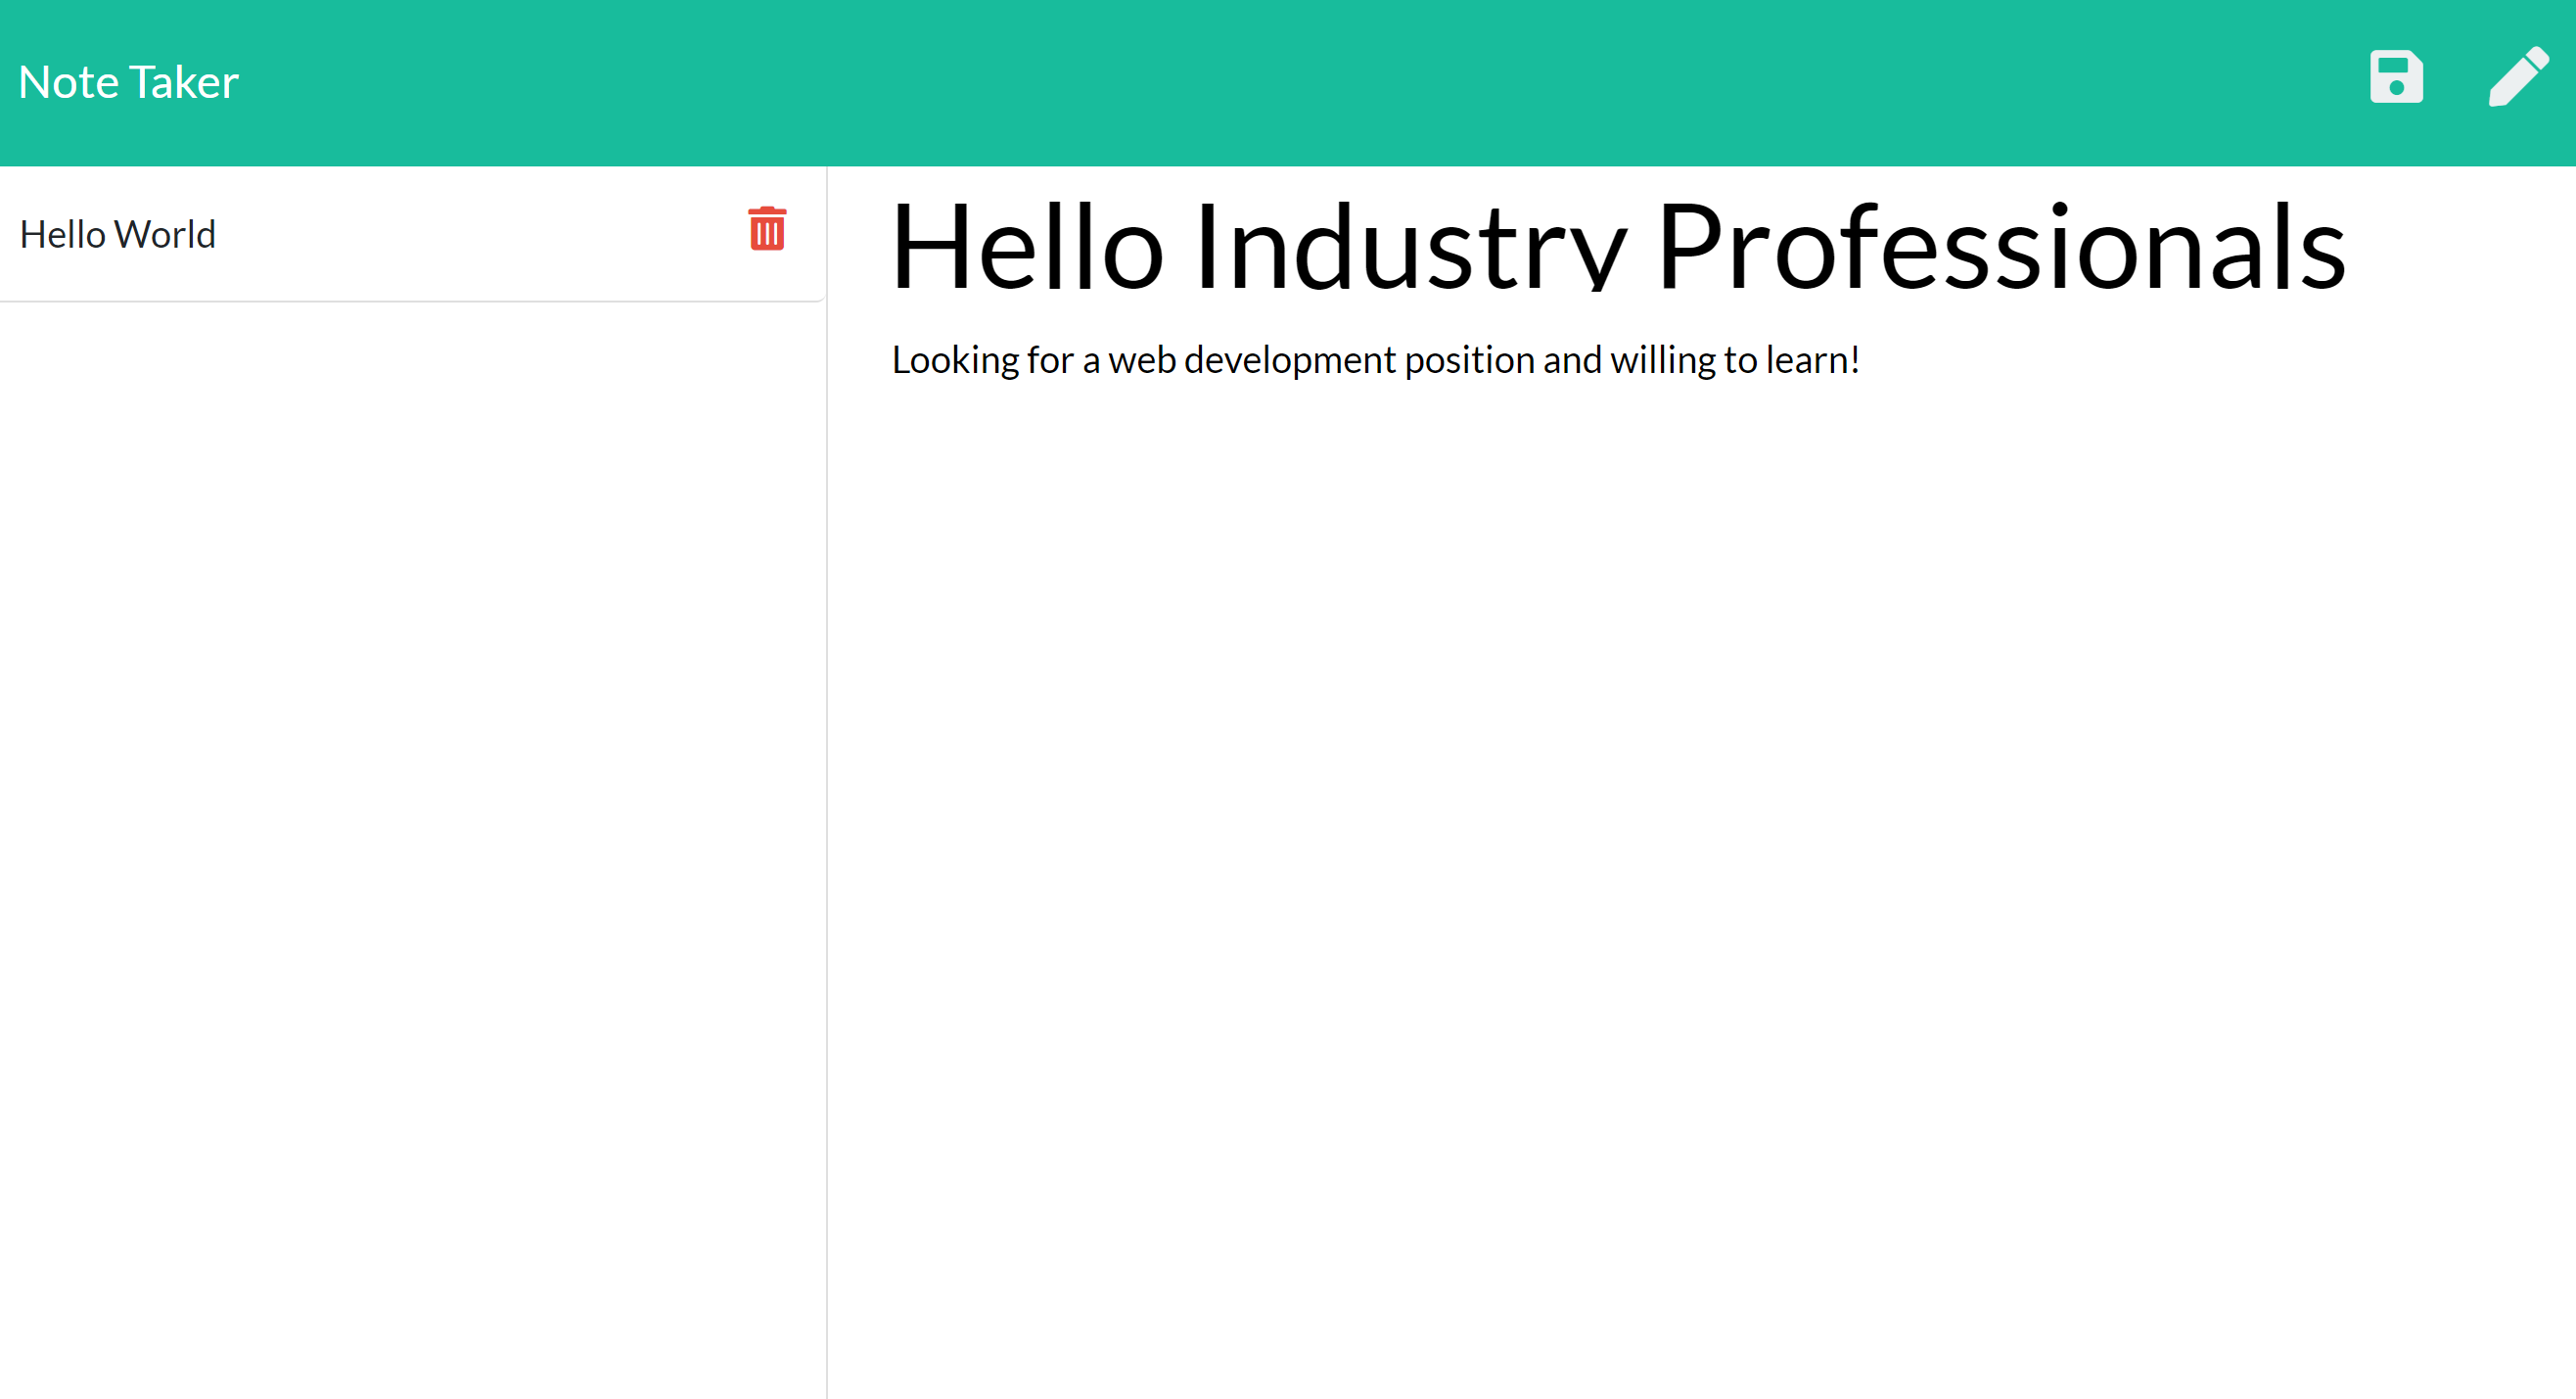 Note Taker
Hello World
Hello Industry Professionals
Looking for a web development position and willing to learn!